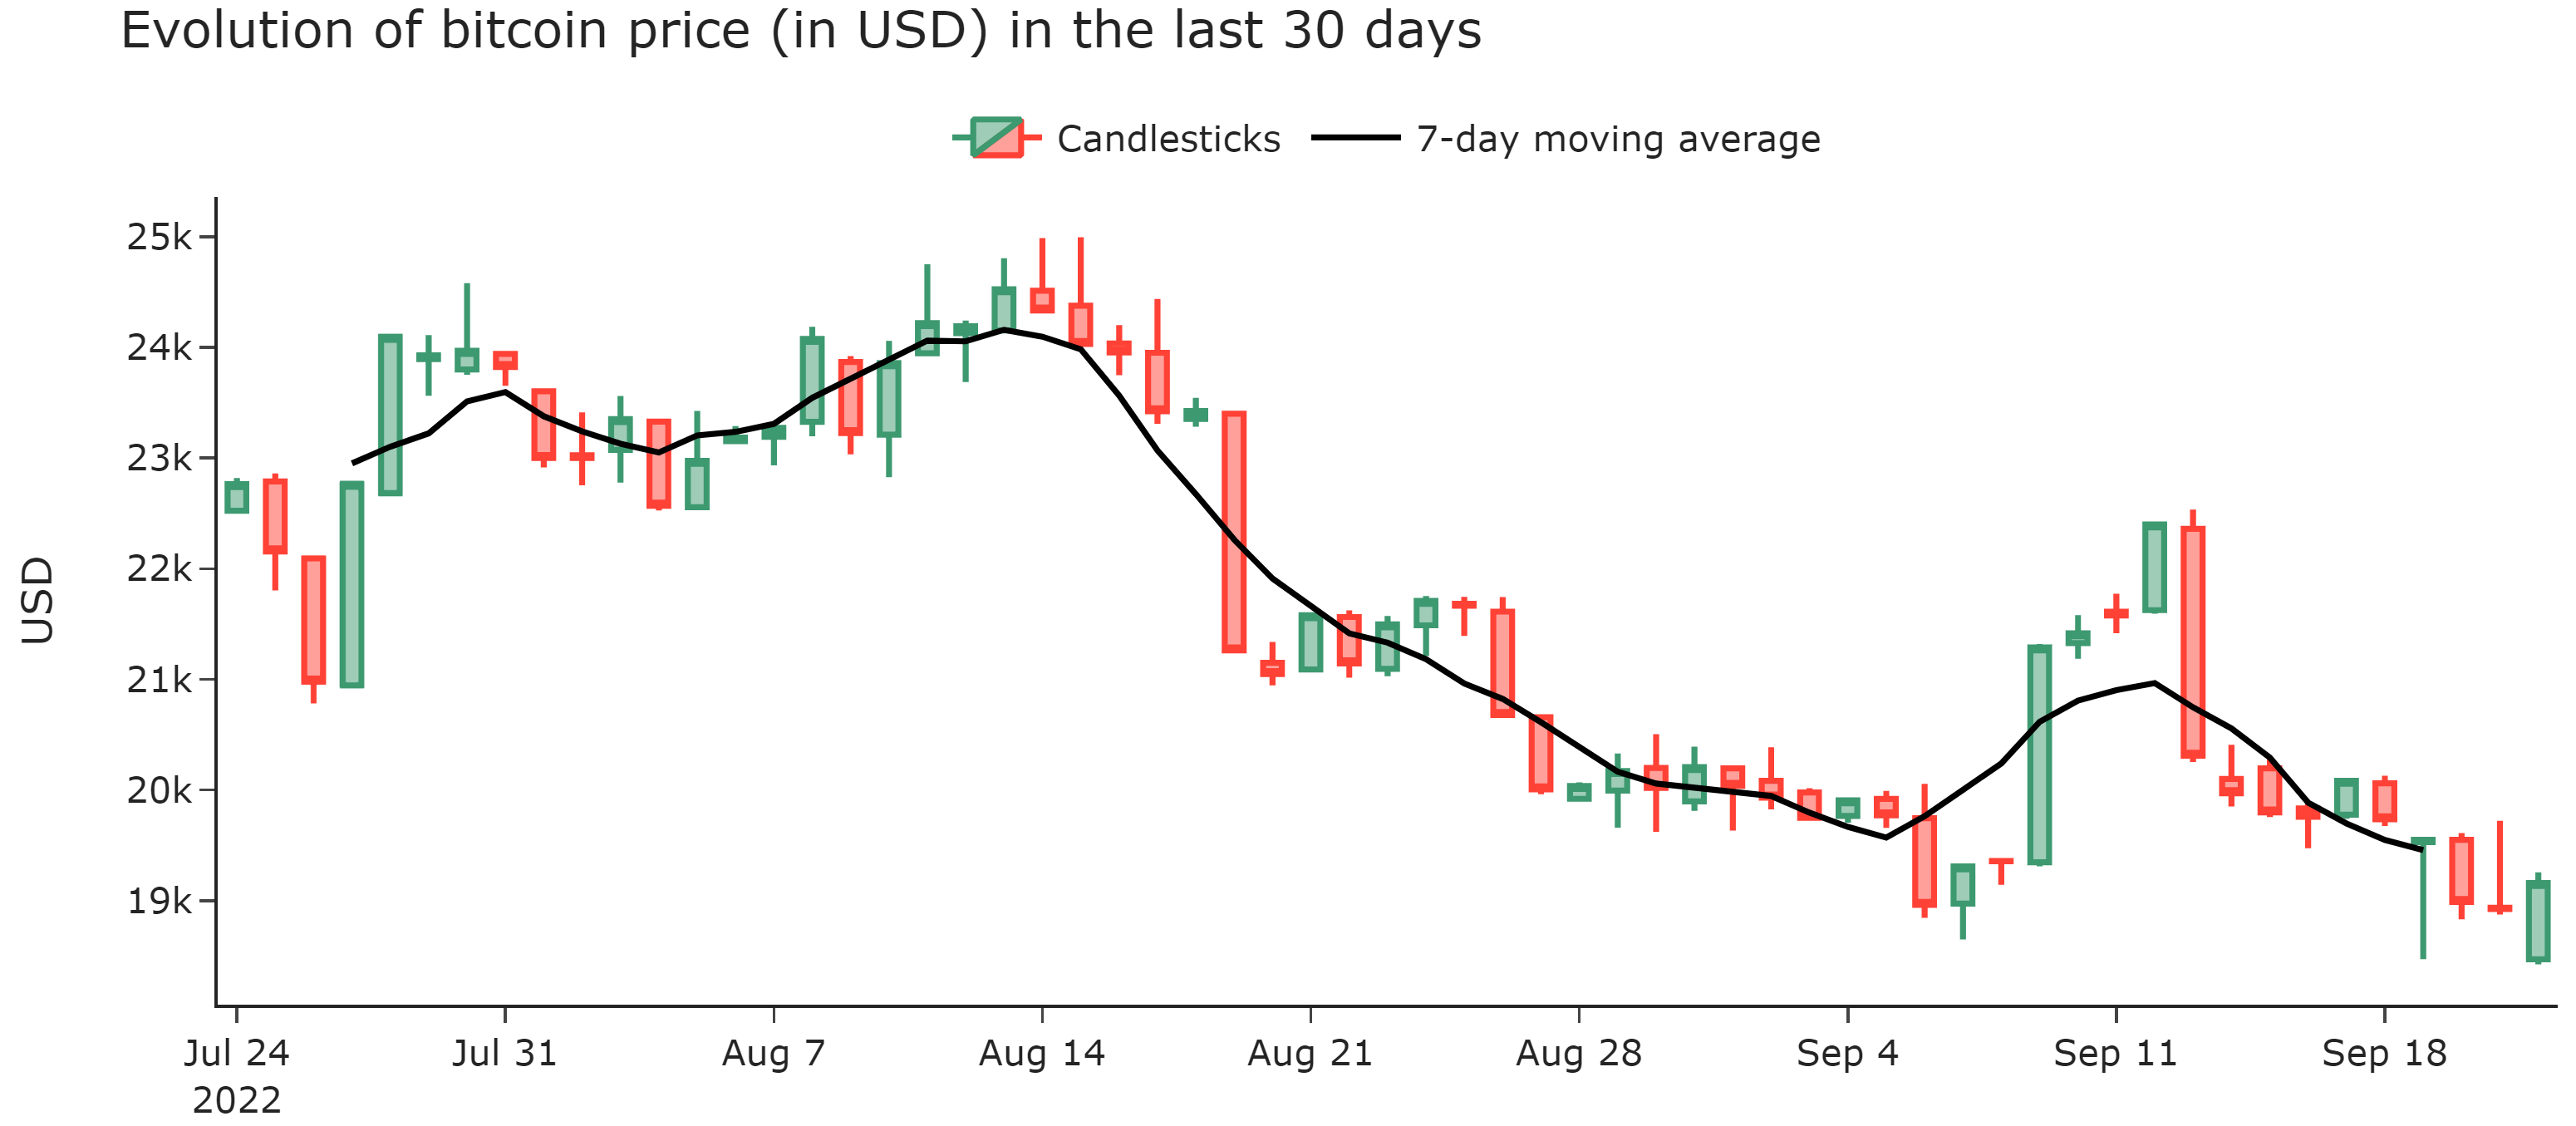 Evolution of bitcoin price (in USD) in the last 30 days
Candlesticks 7-day moving average
25k
24k
23k
22k
21k
20k
19k
USD
Jul 24 Jul 31 Aug 7 Aug 14 Aug 21 Aug 28 Sep 4 Sep 11 Sep 18
2022